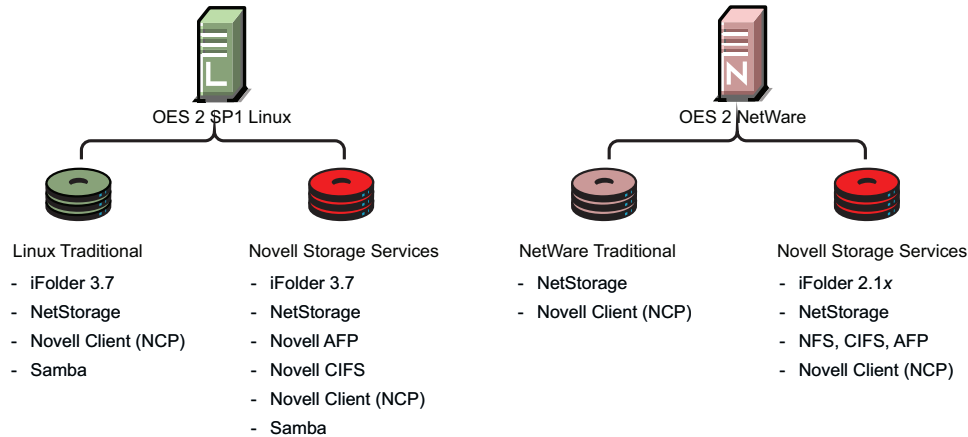 L
OES 2 SP1 Linux
Linux Traditional
- iFolder 3.7
- NetStorage
- Novell Client (NCP)
- Samba
Novell Storage Services
- iFolder 3.7
- NetStorage
- Novell AFP
- Novell CIFS
- Novell Client (NCP)
- Samba
N
OES 2 NetWare
NetWare Traditional
- NetStorage
- Novell Client (NCP)
Novell Storage Services
- iFolder 2.1x
- NetStorage
- NFS, CIFS, AFP
- Novell Client (NCP)